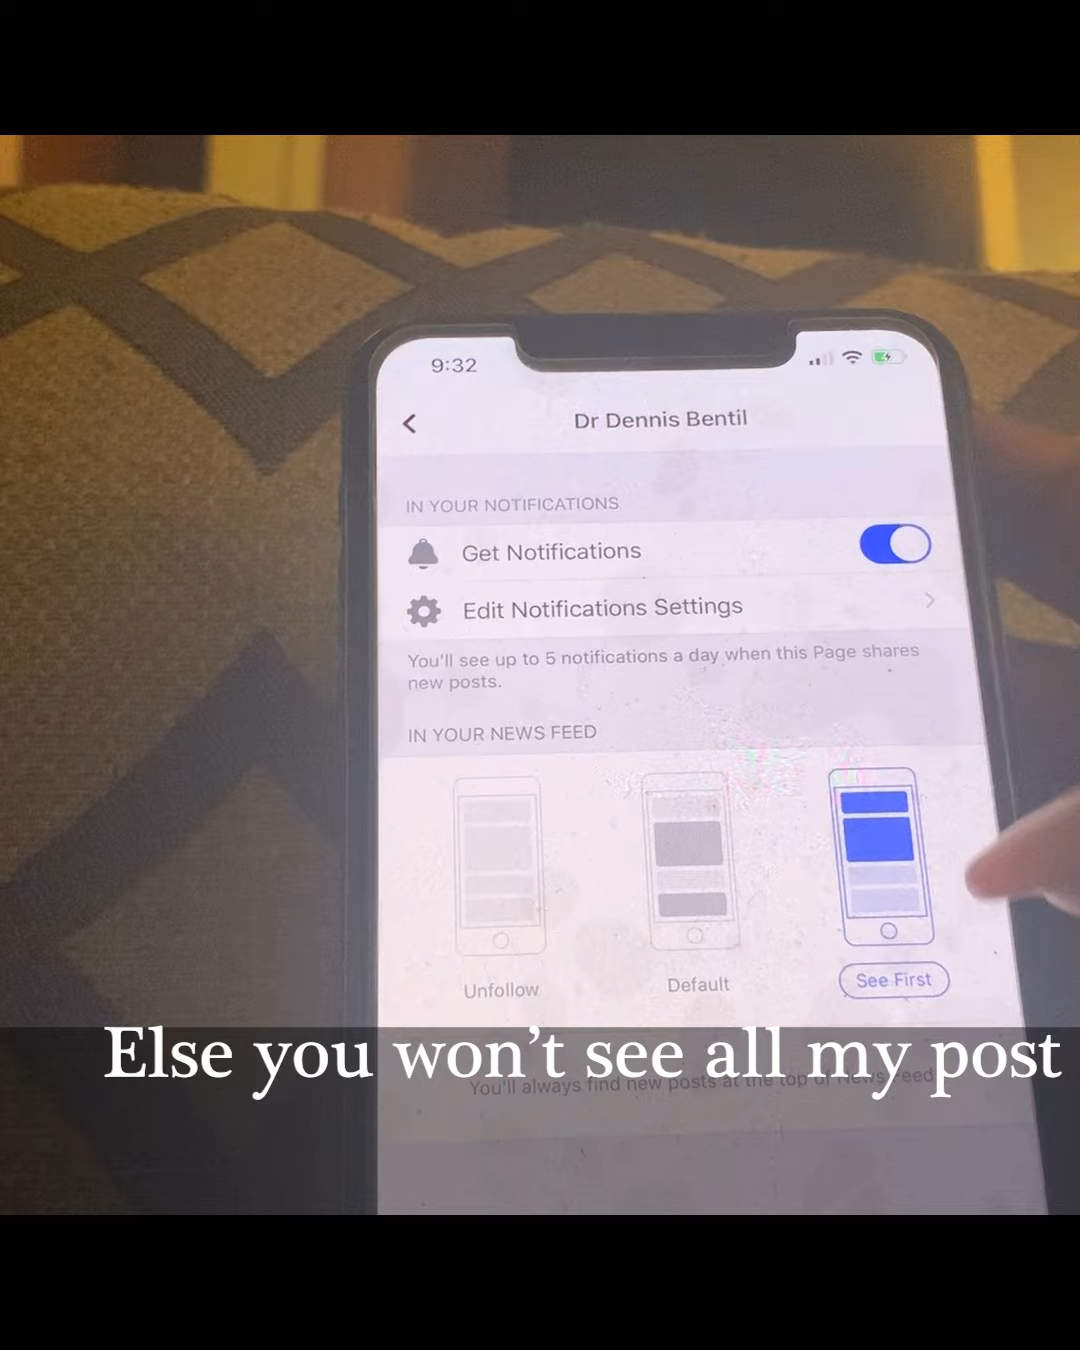 9:32
Dr Dennis Bentil
IN YOUR NOTIFICATIONS
Get Notifications
Edit Notifications Settings
You'll see up to 5 notifications a day when this Page shares
new posts.
IN YOUR NEWS FEED
Unfollow
Default
See First
Else you won’t see all my post
You'll always find new posts at the top of News Feed